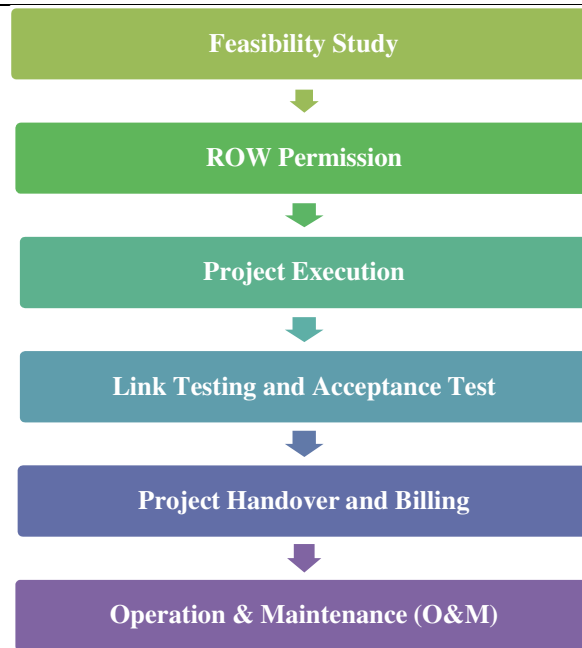 Feasibility Study
ROW Permission
Project Execution
Link Testing and Acceptance Test
Project Handover and Billing
Operation & Maintenance (O&M)